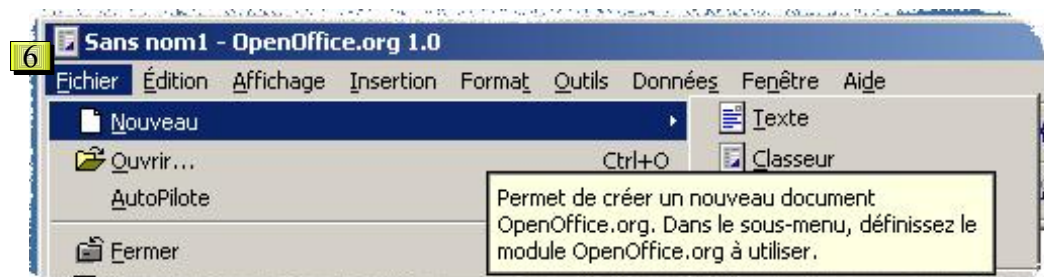 6
Sans nom1 - OpenOffice.org 1.0
Fichier Édition Affichage Insertion Format Outils Données Fenêtre Aide
Nouveau
Texte
Ouvrir... Ctrl+O
Classeur
AutoPilote
Permet de créer un nouveau document
OpenOffice.org. Dans le sous-menu, définissez le
module OpenOffice.org à utiliser.
Fermer